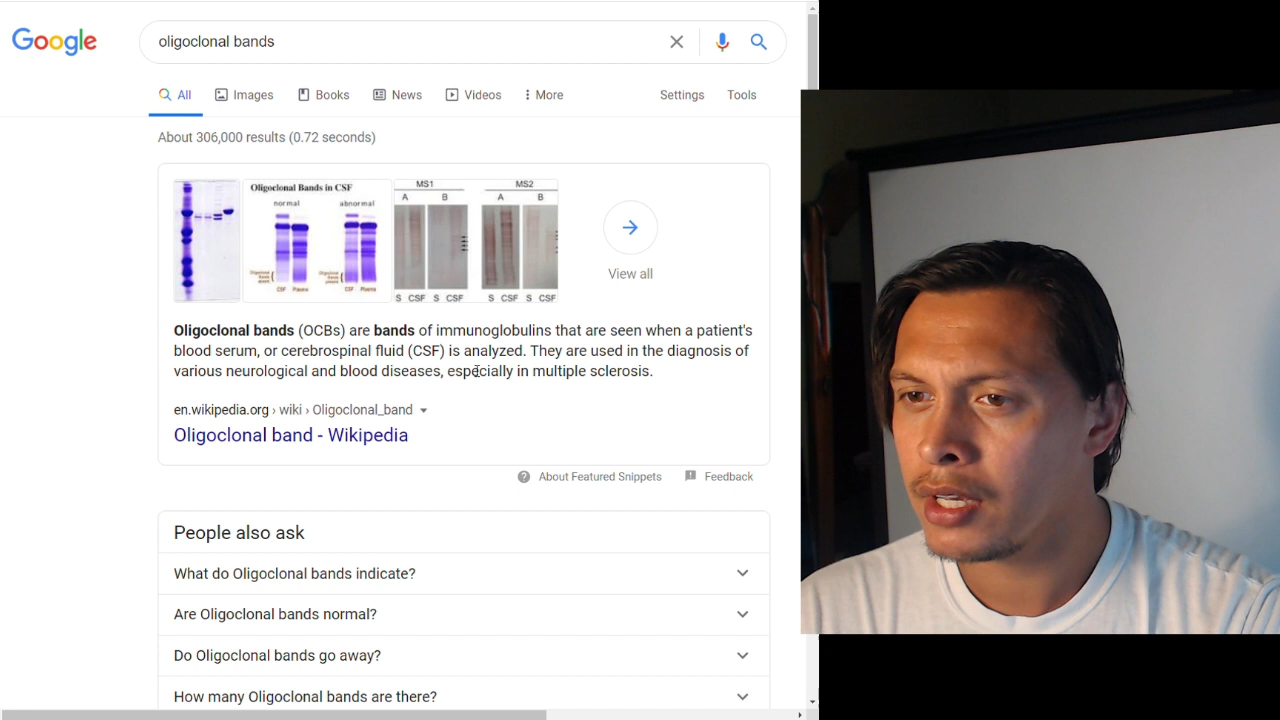 Google
oligoclonal bands
All Images Books News Videos More Settings Tools
About 306,000 results (0.72 seconds)
Oligoclonal Bands in CSF
normal abnormal
CSF Plasma CSF Plasma
MS1 MS2
A B A B
S CSF S CSF S CSF S CSF
View all
Oligoclonal bands (OCBs) are bands of immunoglobulins that are seen when a patient's
blood serum, or cerebrospinal fluid (CSF) is analyzed. They are used in the diagnosis of
various neurological and blood diseases, especially in multiple sclerosis.
en.wikipedia.org › wiki › Oligoclonal_band
Oligoclonal band - Wikipedia
About Featured Snippets Feedback
People also ask
What do Oligoclonal bands indicate?
Are Oligoclonal bands normal?
Do Oligoclonal bands go away?
How many Oligoclonal bands are there?